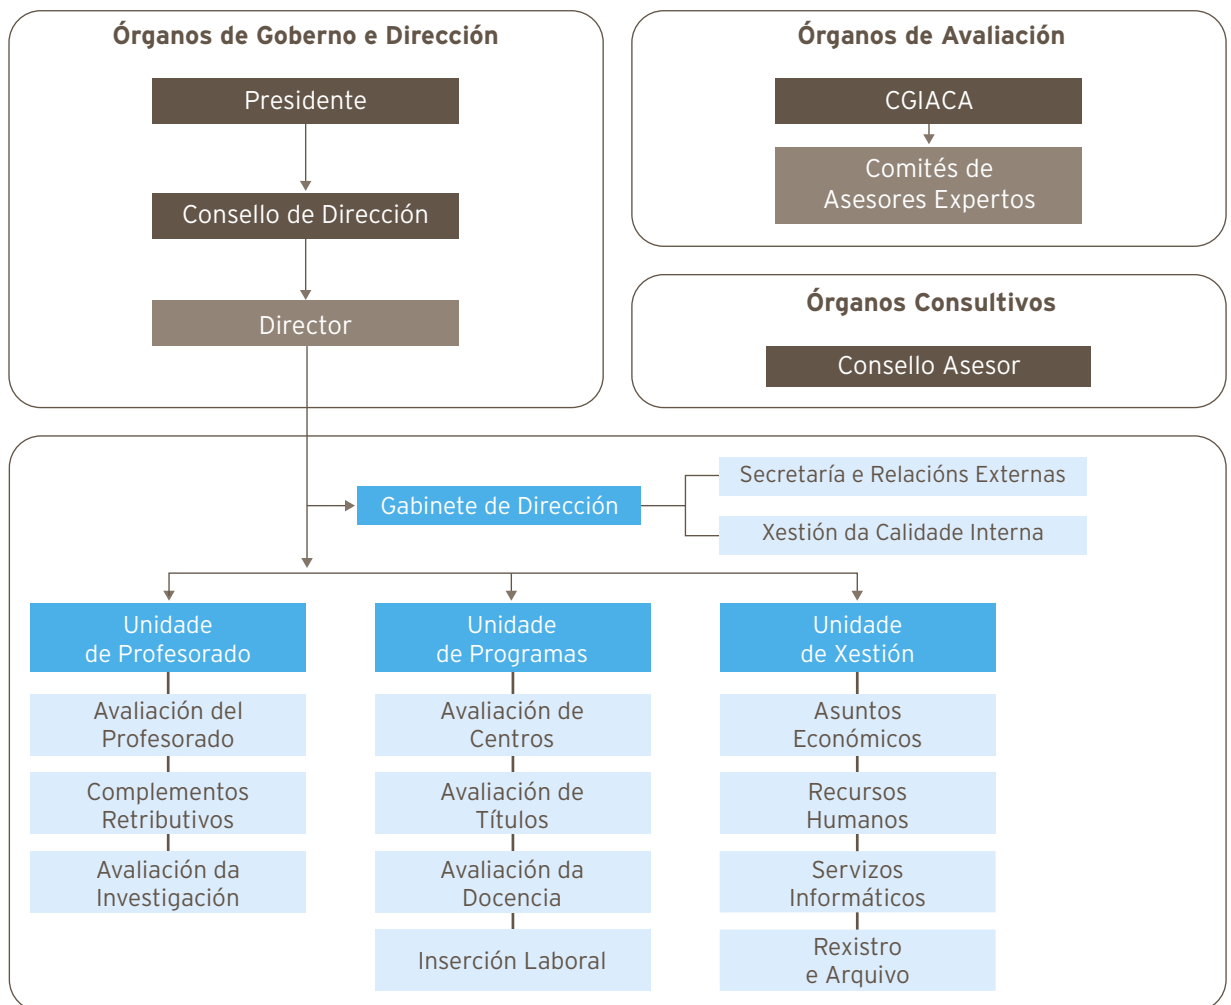 Órganos de Goberno e Dirección
Presidente
Consello de Dirección
Director
Órganos de Avaliación
CGIACA
Comités de
Asesores Expertos
Órganos Consultivos
Consello Asesor
Gabinete de Dirección
Secretaría e Relacións Externas
Xestión da Calidade Interna
Unidade
de Profesorado
Avaliación del
Profesorado
Complementos
Retributivos
Avaliación da
Investigación
Unidade
de Programas
Avaliación de
Centros
Avaliación de
Títulos
Avaliación da
Docencia
Inserción Laboral
Unidade
de Xestión
Asuntos
Económicos
Recursos
Humanos
Servizos
Informáticos
Rexistro
e Arquivo